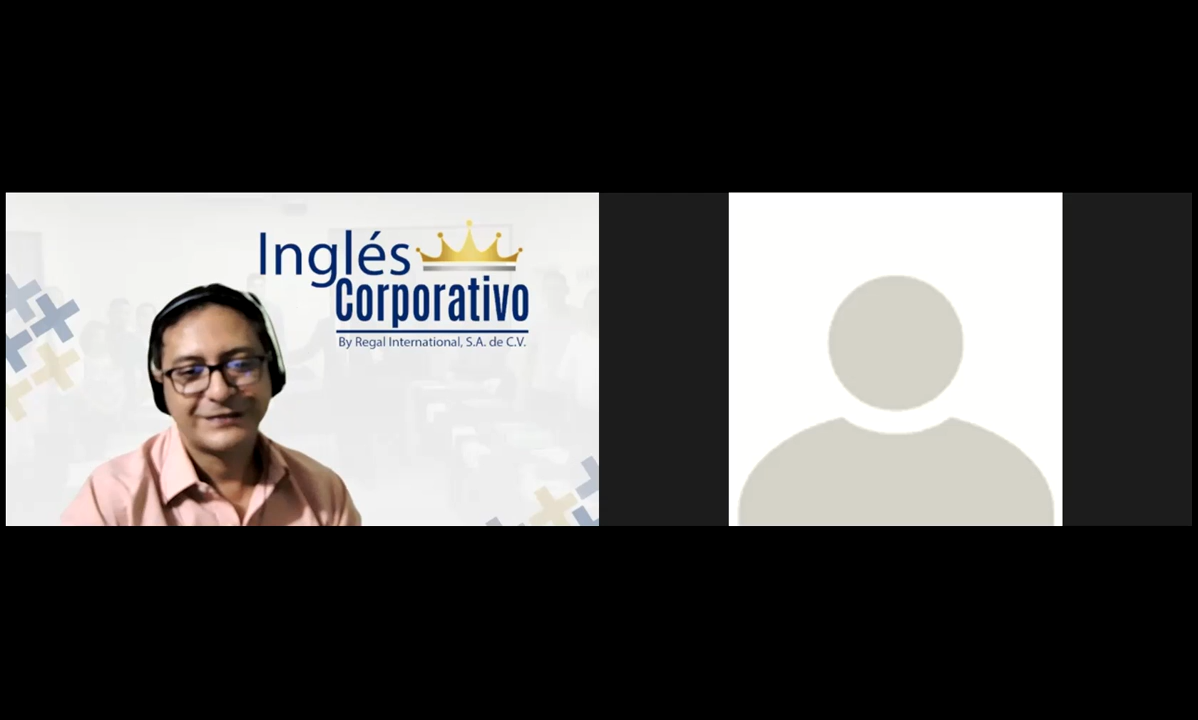 Inglés
Corporativo
By Regal International, S.A. de C.V.